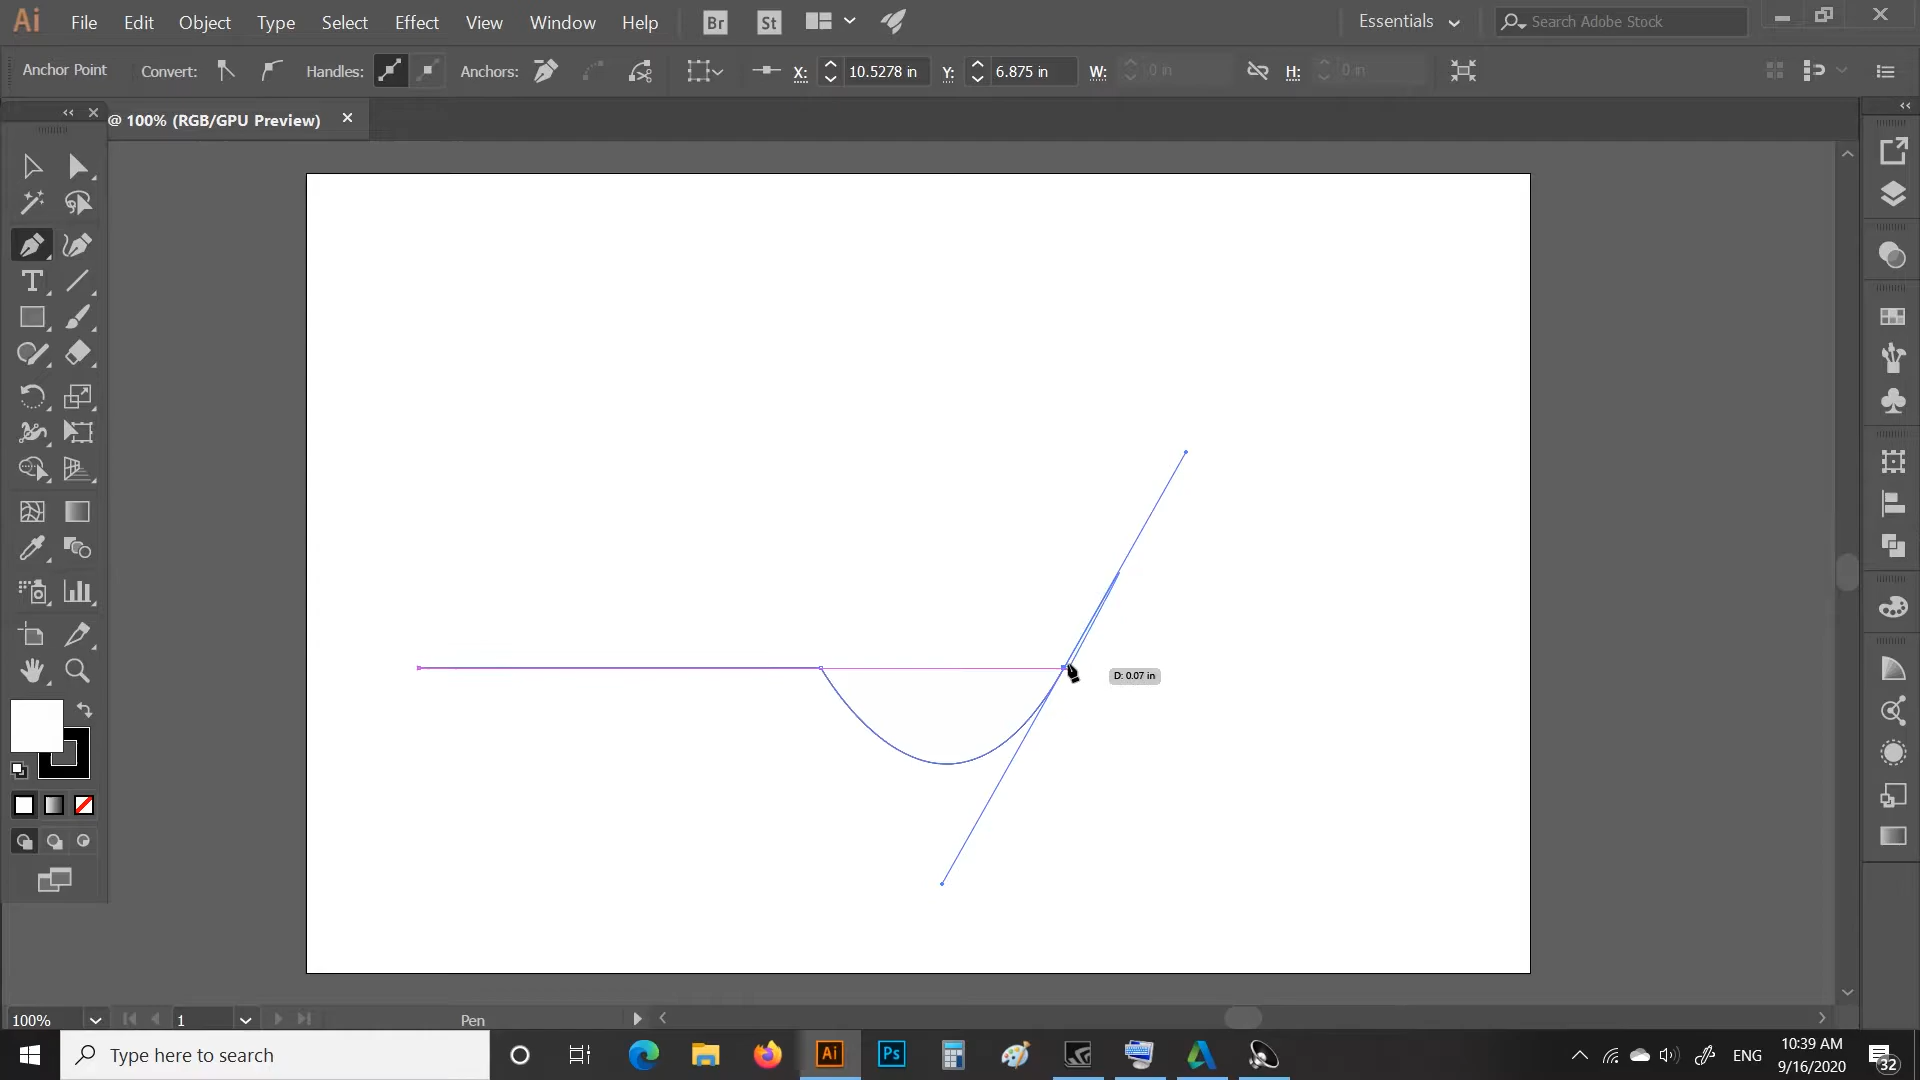 Ai File Edit Object Type Select Effect View Window Help Br St Essentials Search Adobe Stock
Anchor Point Convert: Handles: Anchors: X: 10.5278 in Y: 6.875 in W: 0 in H: 0 in
@ 100% (RGB/GPU Preview)
T
D: 0.07 in
100% 1 Pen
Type here to search Ai Ps ENG 10:39 AM
9/16/2020 32